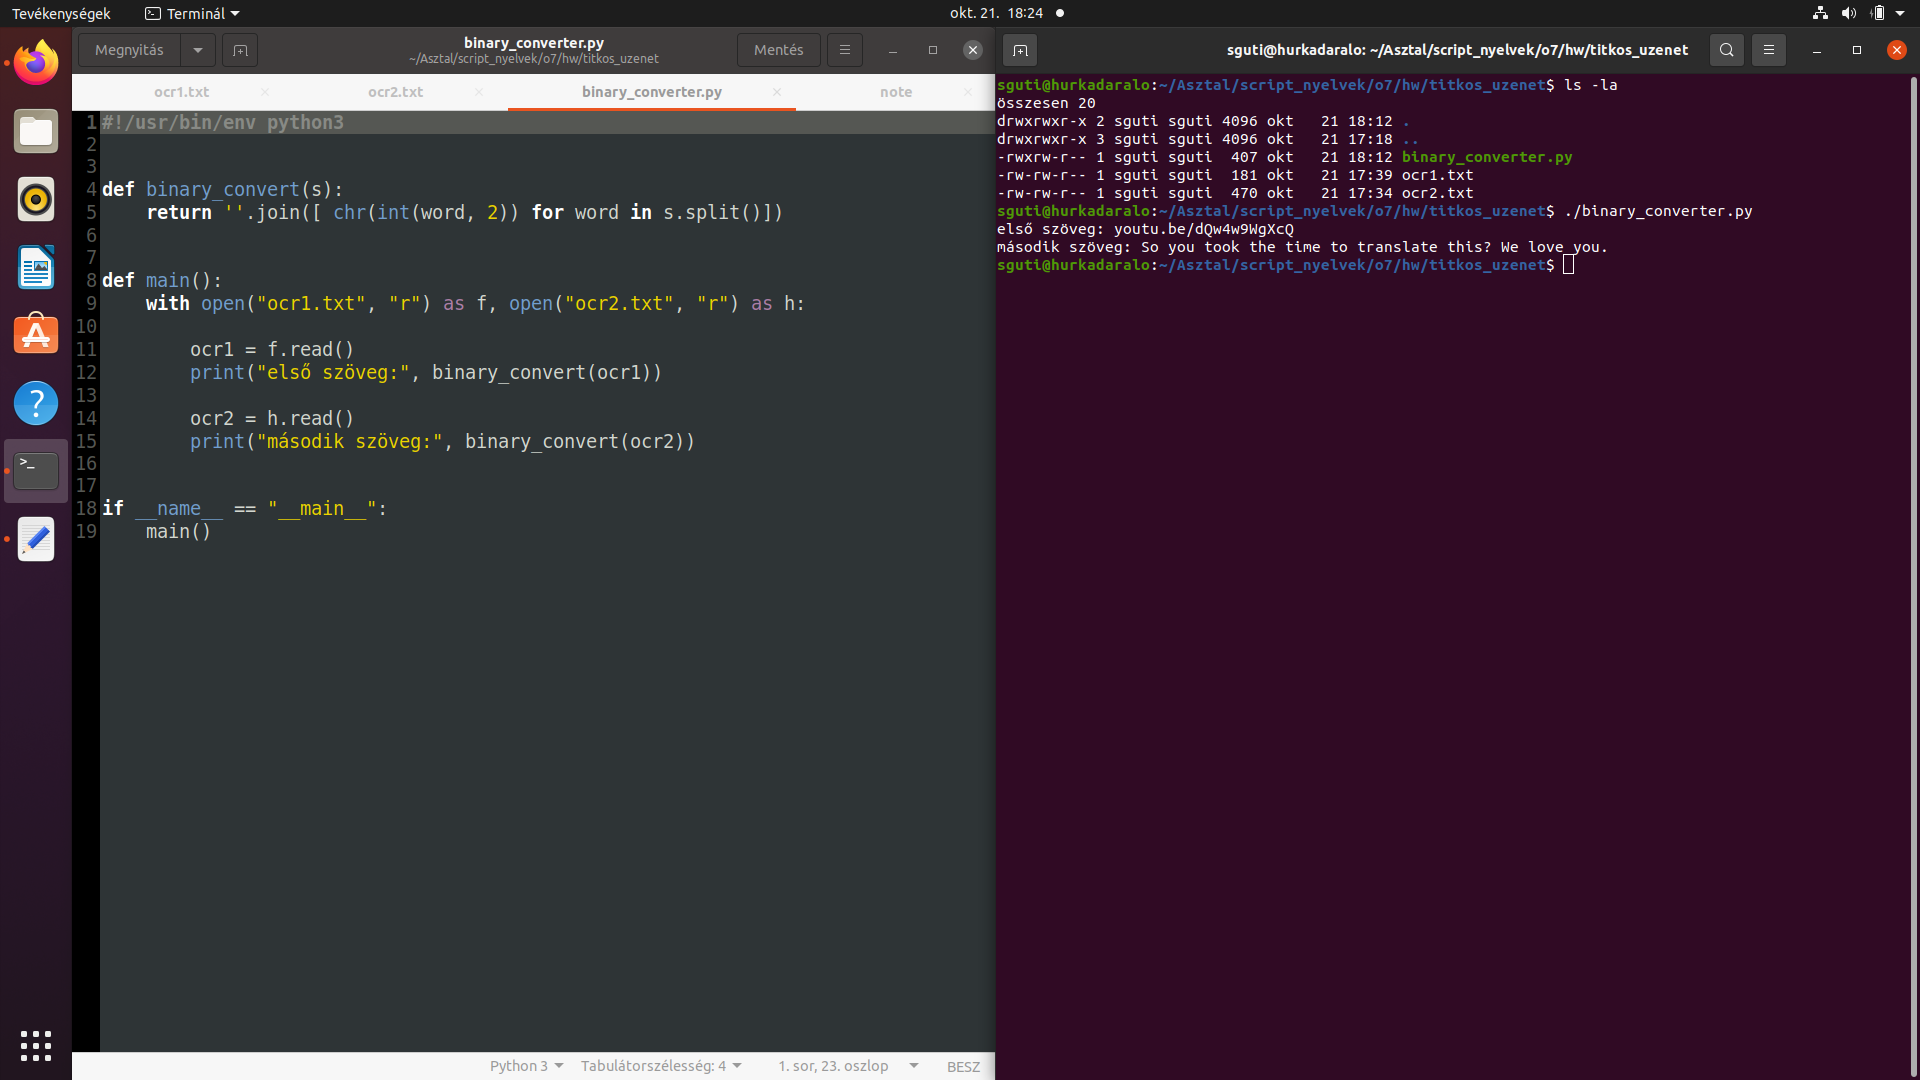 Tevékenységek
Terminál
okt. 21. 18:24
Megnyitás
binary_converter.py
~/Asztal/script_nyelvek/o7/hw/titkos_uzenet
Mentés
ocr1.txt
ocr2.txt
binary_converter.py
note
1 #!/usr/bin/env python3
2
3
4 def binary_convert(s):
5     return ''.join([ chr(int(word, 2)) for word in s.split()])
6
7
8 def main():
9     with open("ocr1.txt", "r") as f, open("ocr2.txt", "r") as h:
10
11         ocr1 = f.read()
12         print("első szöveg:", binary_convert(ocr1))
13
14         ocr2 = h.read()
15         print("második szöveg:", binary_convert(ocr2))
16
17
18 if __name__ == "__main__":
19     main()
Python 3
Tabulátorszélesség: 4
1. sor, 23. oszlop
BESZ
sguti@hurkadaralo: ~/Asztal/script_nyelvek/o7/hw/titkos_uzenet
sguti@hurkadaralo:~/Asztal/script_nyelvek/o7/hw/titkos_uzenet$ ls -la
összesen 20
drwxrwxr-x 2 sguti sguti 4096 okt   21 18:12 .
drwxrwxr-x 3 sguti sguti 4096 okt   21 17:18 ..
-rwxrw-r-- 1 sguti sguti  407 okt   21 18:12 binary_converter.py
-rw-rw-r-- 1 sguti sguti  181 okt   21 17:39 ocr1.txt
-rw-rw-r-- 1 sguti sguti  470 okt   21 17:34 ocr2.txt
sguti@hurkadaralo:~/Asztal/script_nyelvek/o7/hw/titkos_uzenet$ ./binary_converter.py
első szöveg: youtu.be/dQw4w9WgXcQ
második szöveg: So you took the time to translate this? We love you.
sguti@hurkadaralo:~/Asztal/script_nyelvek/o7/hw/titkos_uzenet$